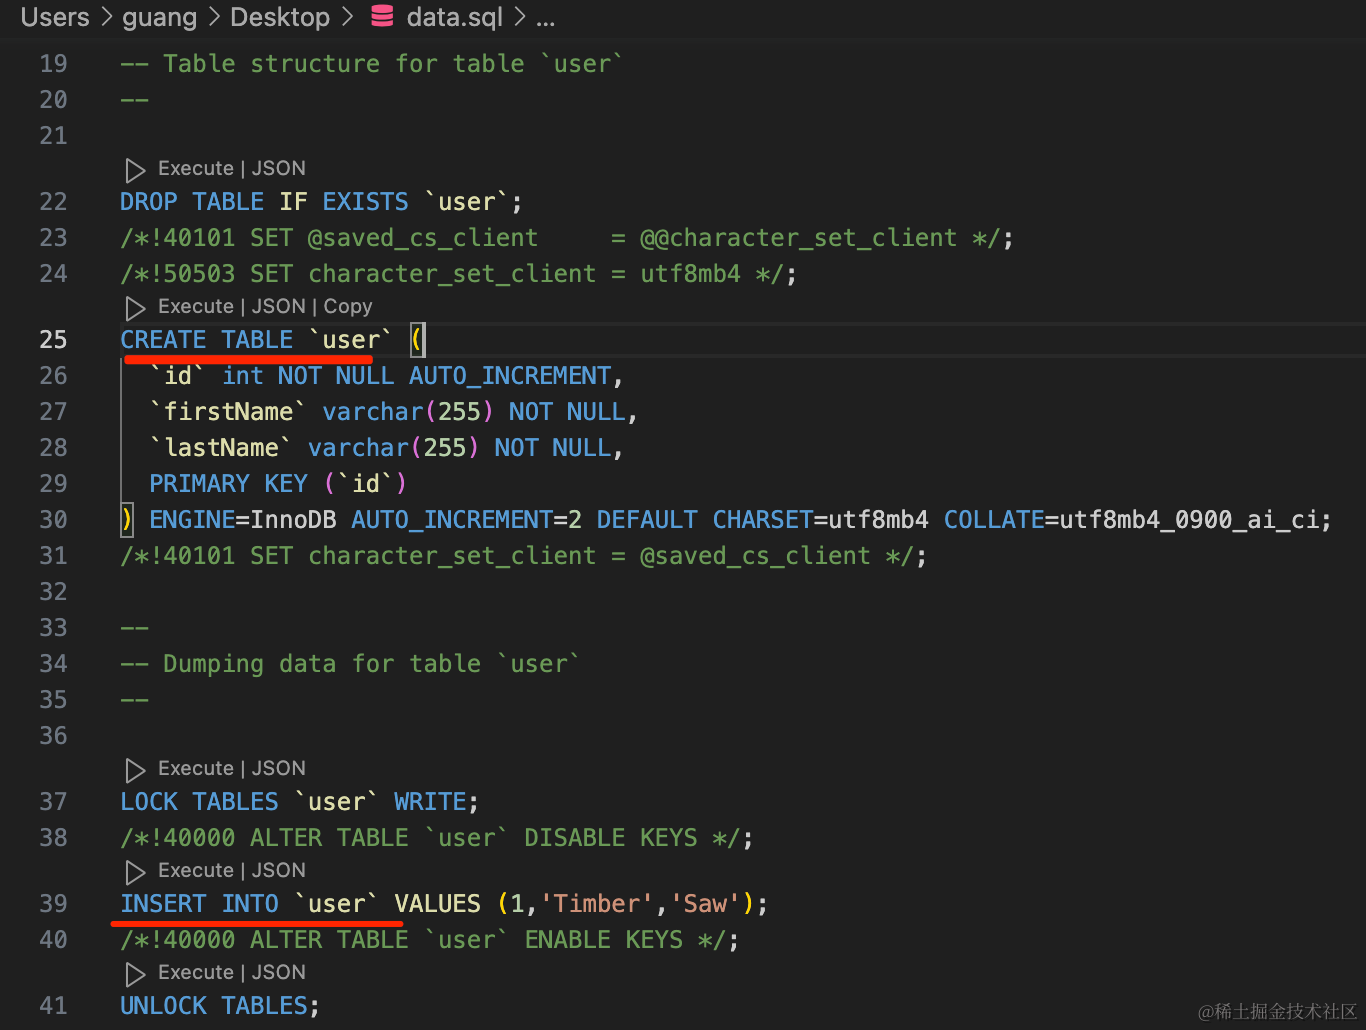 Users > guang > Desktop > data.sql > ...
19 -- Table structure for table `user`
20 --
21
Execute | JSON
22 DROP TABLE IF EXISTS `user`;
23 /*!40101 SET @saved_cs_client     = @@character_set_client */;
24 /*!50503 SET character_set_client = utf8mb4 */;
Execute | JSON | Copy
25 CREATE TABLE `user` (
26   `id` int NOT NULL AUTO_INCREMENT,
27   `firstName` varchar(255) NOT NULL,
28   `lastName` varchar(255) NOT NULL,
29   PRIMARY KEY (`id`)
30 ) ENGINE=InnoDB AUTO_INCREMENT=2 DEFAULT CHARSET=utf8mb4 COLLATE=utf8mb4_0900_ai_ci;
31 /*!40101 SET character_set_client = @saved_cs_client */;
32
33 --
34 -- Dumping data for table `user`
35 --
36
Execute | JSON
37 LOCK TABLES `user` WRITE;
38 /*!40000 ALTER TABLE `user` DISABLE KEYS */;
Execute | JSON
39 INSERT INTO `user` VALUES (1,'Timber','Saw');
40 /*!40000 ALTER TABLE `user` ENABLE KEYS */;
Execute | JSON
41 UNLOCK TABLES;
@稀土掘金技术社区